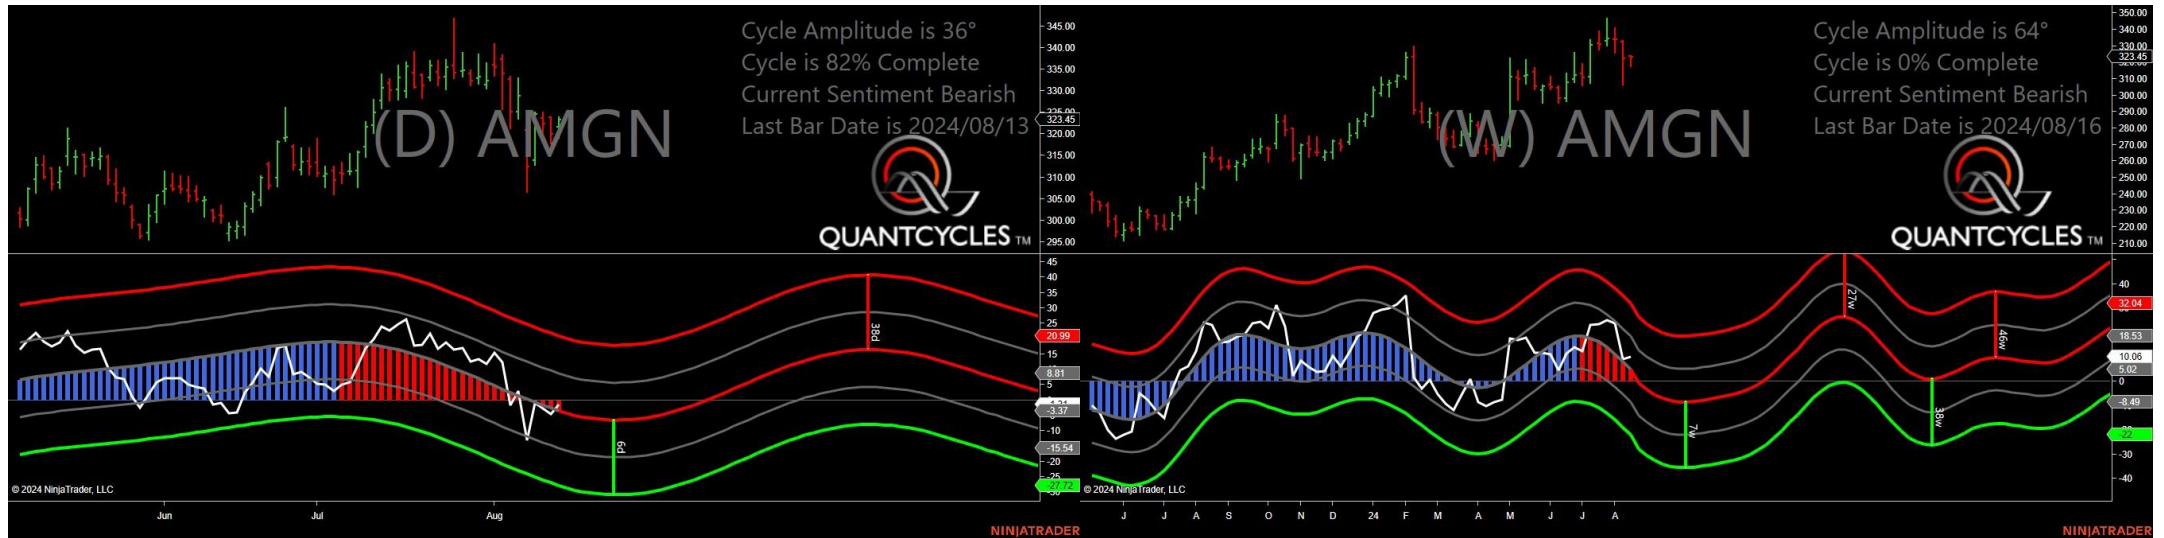 Cycle Amplitude is 36°
Cycle is 82% Complete
Current Sentiment Bearish
Last Bar Date is 2024/08/13
(D) AMGN
QUANTCYCLES TM
345.00
340.00
335.00
330.00
325.00
323.45
320.00
315.00
310.00
305.00
300.00
295.00
45
40
35
30
25
20.99
15
8.81
5
-3.37
-10
-15.54
-20
-27.72
38d
6d
© 2024 NinjaTrader, LLC
Jun
Jul
Aug
NINJATRADER
Cycle Amplitude is 64°
Cycle is 0% Complete
Current Sentiment Bearish
Last Bar Date is 2024/08/16
(W) AMGN
QUANTCYCLES TM
350.00
340.00
330.00
323.45
310.00
300.00
290.00
280.00
270.00
260.00
250.00
240.00
230.00
220.00
210.00
40
32.04
18.53
10.06
5.02
0
-8.49
-22
-30
-40
27w
46w
7w
38w
© 2024 NinjaTrader, LLC
J J A S O N D 24 F M A M J J A
NINJATRADER